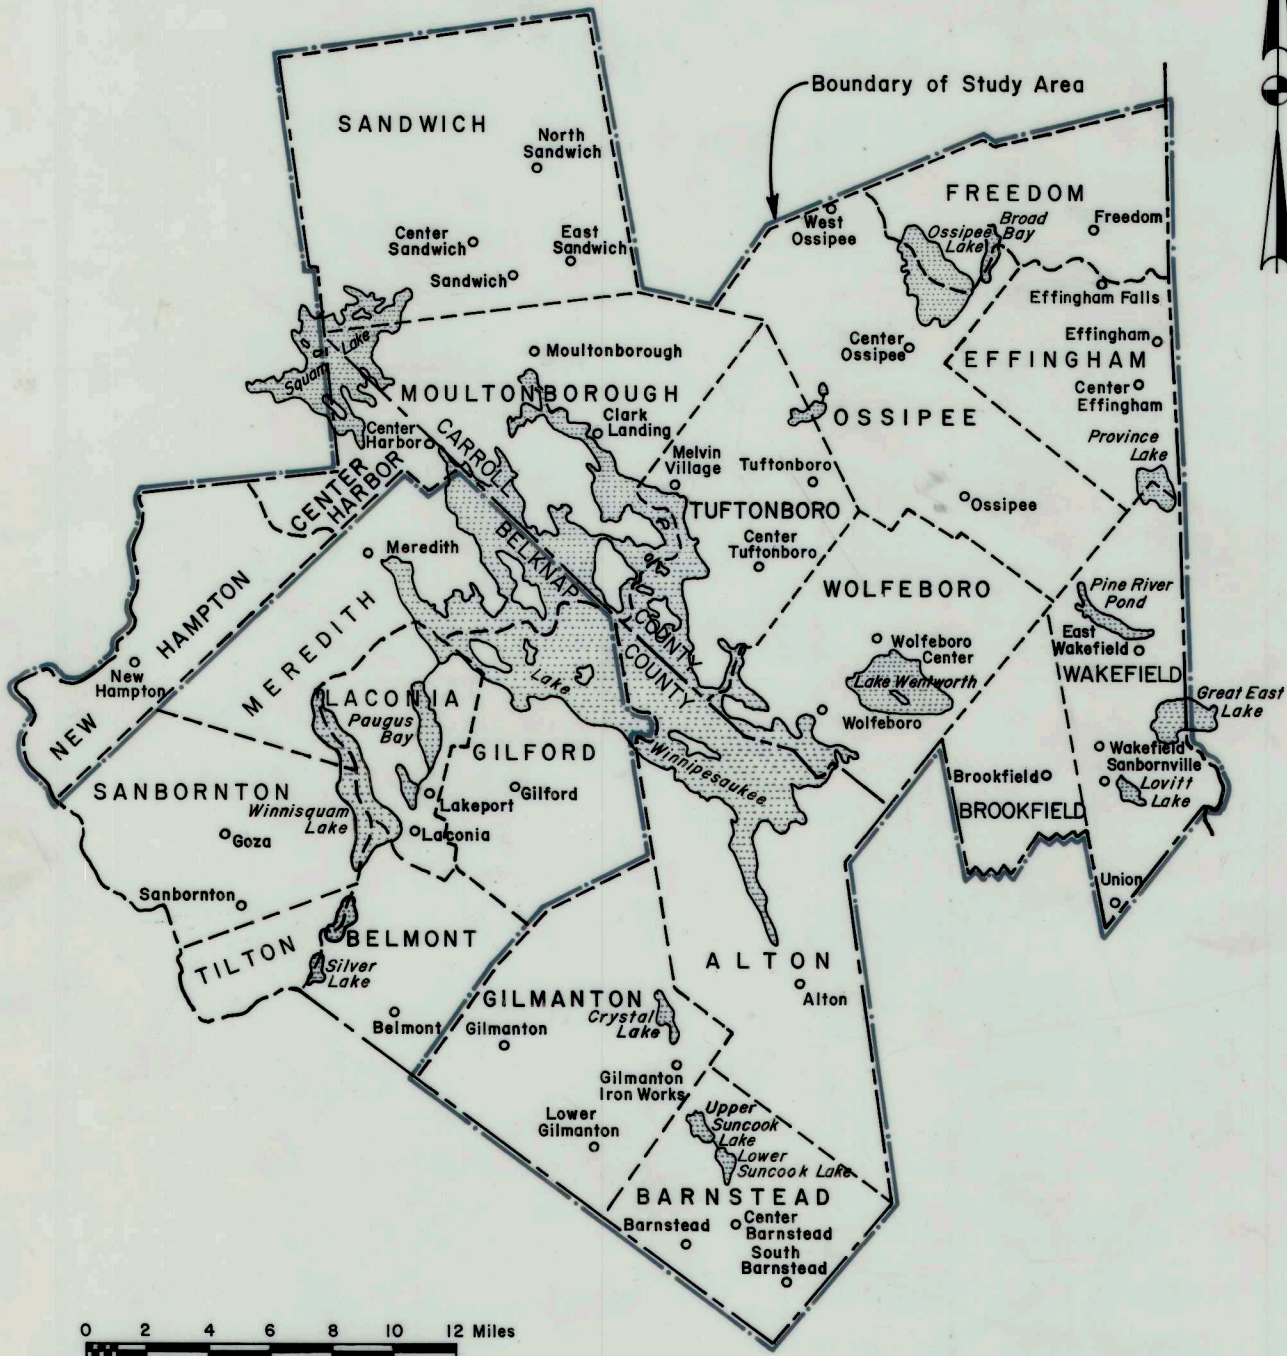 Boundary of Study Area
SANDWICH
North
Sandwich
FREEDOM
Broad
Bay
Freedom
West
Ossipee
Ossipee
Lake
Center
Sandwich
East
Sandwich
Sandwich
Effingham Falls
Squam Lake
Moultonborough
Center
Ossipee
Effingham
EFFINGHAM
MOULTONBOROUGH
Center
Effingham
Clark
Landing
OSSIPEE
Center
Harbor
CARROLL
COUNTY
Province
Lake
Melvin
Village
Tuftonboro
CENTER
HARBOR
TUFTONBORO
Ossipee
BELKNAP
COUNTY
Meredith
Center
Tuftonboro
WOLFEBORO
Pine River
Pond
NEW HAMPTON
MEREDITH
Wolfeboro
Center
East
Wakefield
WAKEFIELD
New
Hampton
Lake
Winnipesaukee
Lake Wentworth
Great East
Lake
LACONIA
Paugus
Bay
Wolfeboro
GILFORD
Wakefield
Sanbornville
SANBORNTON
Brookfield
Lovitt
Lake
Gilford
Winnisquam
Lake
Lakeport
BROOKFIELD
Goza
Laconia
Union
Sanbornton
TILTON
BELMONT
ALTON
Silver
Lake
Alton
GILMANTON
Crystal
Lake
Belmont
Gilmanton
Gilmanton
Iron Works
Lower
Gilmanton
Upper
Suncook
Lake
Lower
Suncook Lake
BARNSTEAD
Barnstead
Center
Barnstead
South
Barnstead
0 2 4 6 8 10 12 Miles